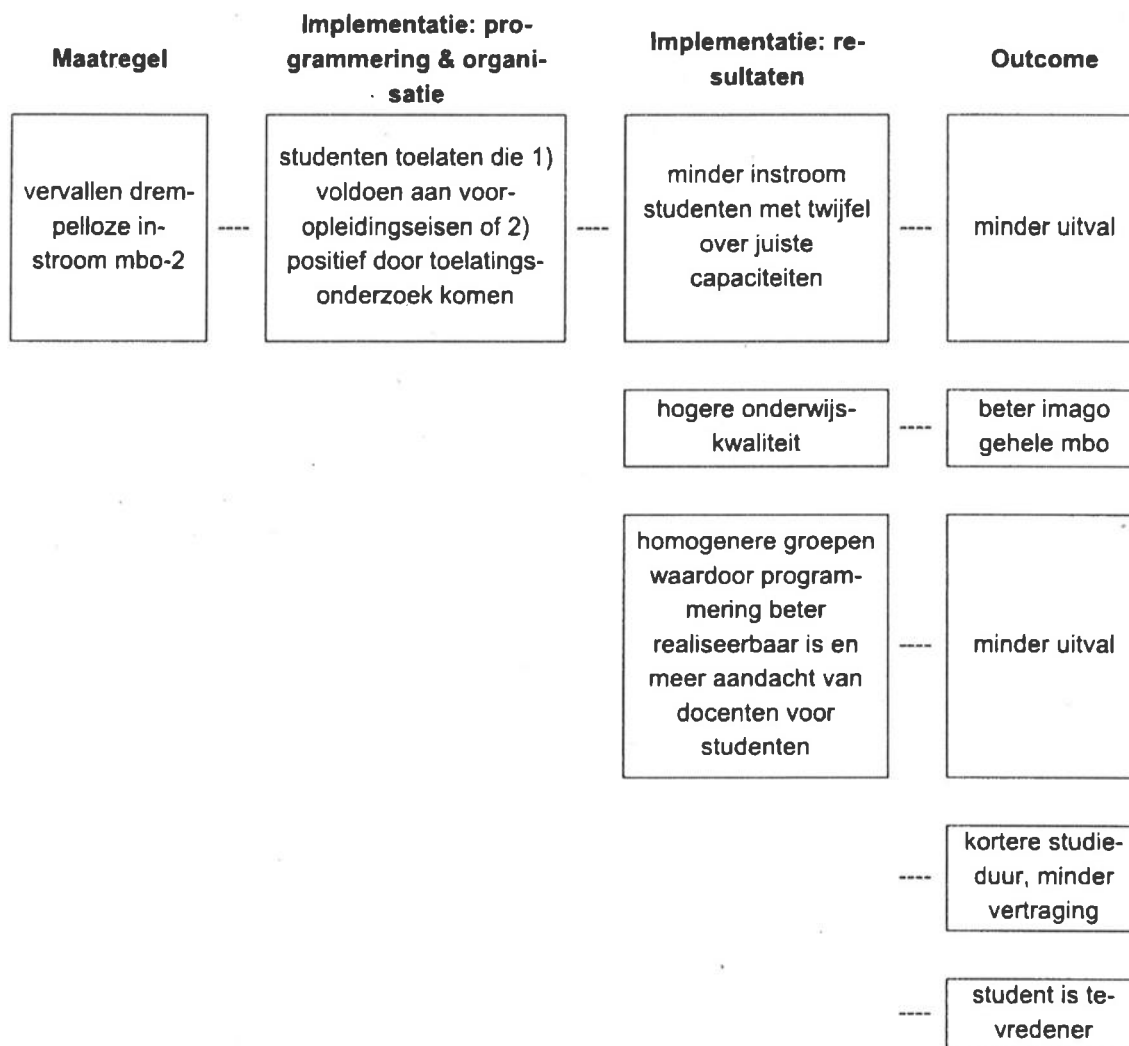 Maatregel
Implementatie: pro-
grammering & organi-
satie
Implementatie: re-
sultaten
Outcome
vervallen drem-
pelloze in-
stroom mbo-2
----
studenten toelaten die 1)
voldoen aan voor-
opleidingseisen of 2)
positief door toelatings-
onderzoek komen
----
minder instroom
studenten met twijfel
over juiste
capaciteiten
----
minder uitval
hogere onderwijs-
kwaliteit
----
beter imago
gehele mbo
homogenere groepen
waardoor program-
mering beter
realiseerbaar is en
meer aandacht van
docenten voor
studenten
----
minder uitval
----
kortere studie-
duur, minder
vertraging
----
student is te-
vredener